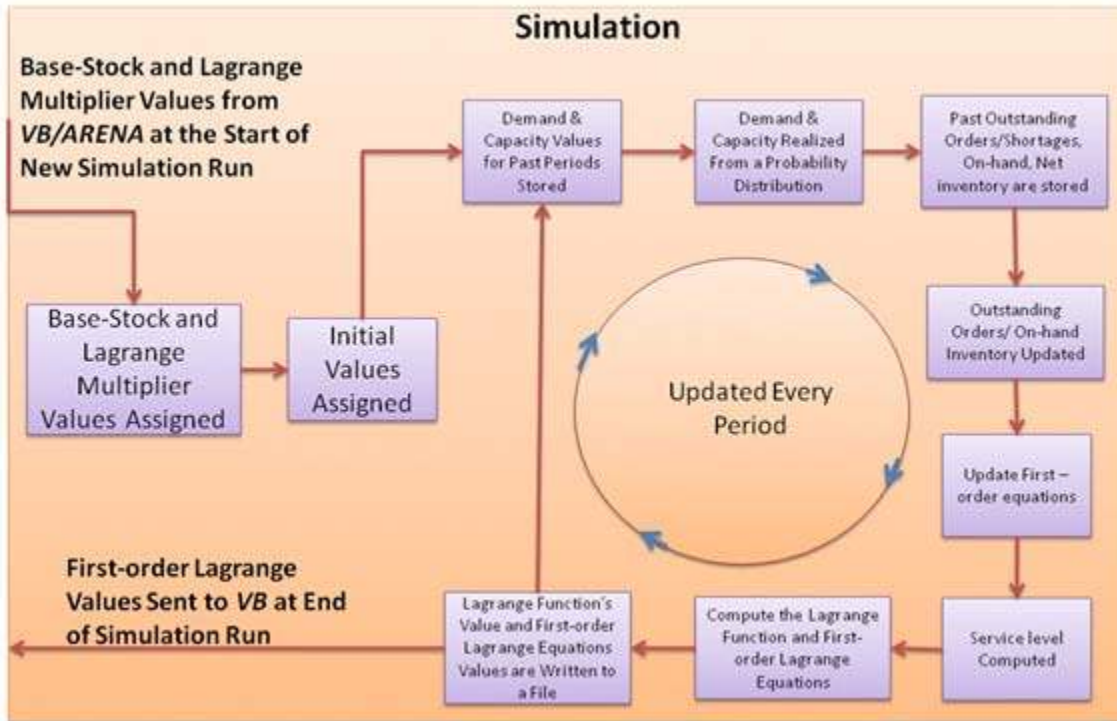 Simulation
Base-Stock and Lagrange
Multiplier Values from
VB/ARENA at the Start of
New Simulation Run
Base-Stock and
Lagrange
Multiplier
Values Assigned
Initial
Values
Assigned
Demand &
Capacity Values
for Past Periods
Stored
Demand &
Capacity Realized
From a Probability
Distribution
Past Outstanding
Orders/Shortages,
On-hand, Net
inventory are stored
Outstanding
Orders/ On-hand
Inventory Updated
Update First –
order equations
Service level
Computed
Compute the Lagrange
Function and First-
order Lagrange
Equations
Lagrange Function's
Value and First-order
Lagrange Equations
Values are Written to
a File
Updated Every
Period
First-order Lagrange
Values Sent to VB at End
of Simulation Run